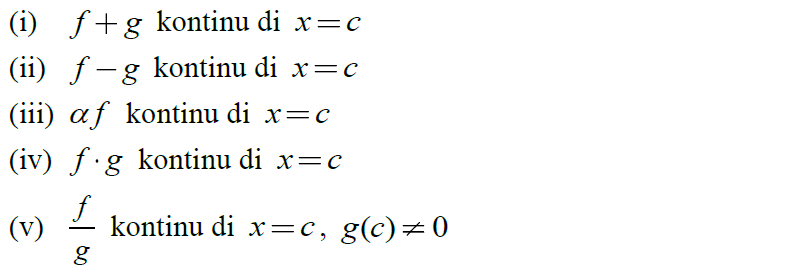 (i) f + g kontinu di x = c
(ii) f − g kontinu di x = c
(iii) αf kontinu di x = c
(iv) f · g kontinu di x = c
(v) f/g kontinu di x = c, g(c) ≠ 0